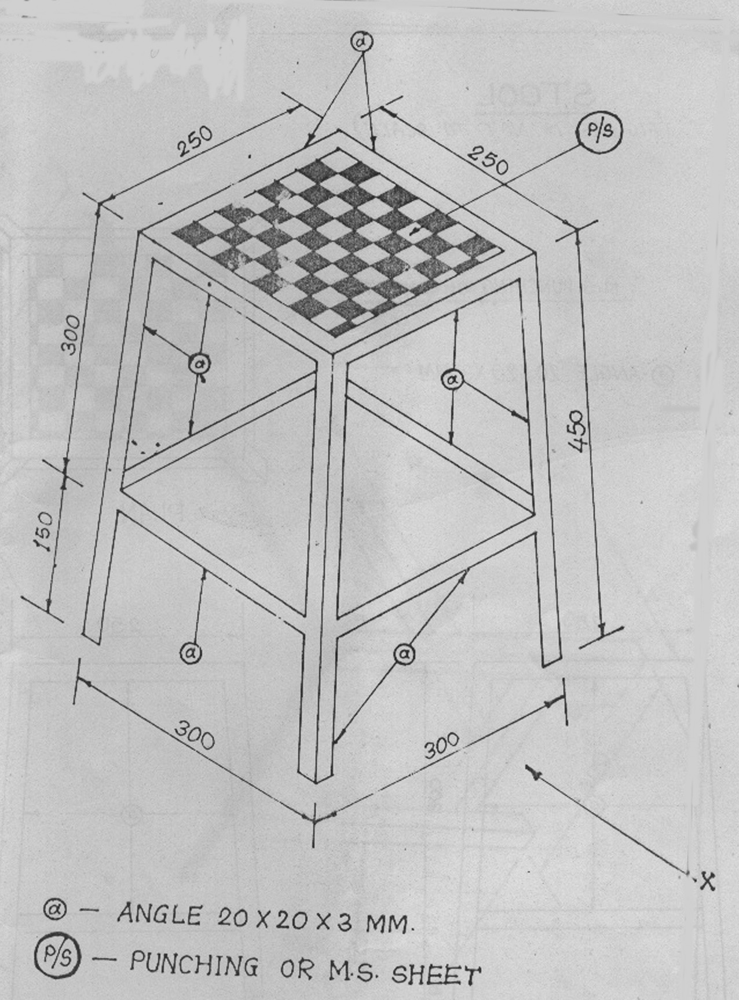 a
P/S
250
250
300
a
a
450
150
a
a
300
300
X
a — ANGLE 20 X 20 X 3 MM.
P/S — PUNCHING OR M.S. SHEET